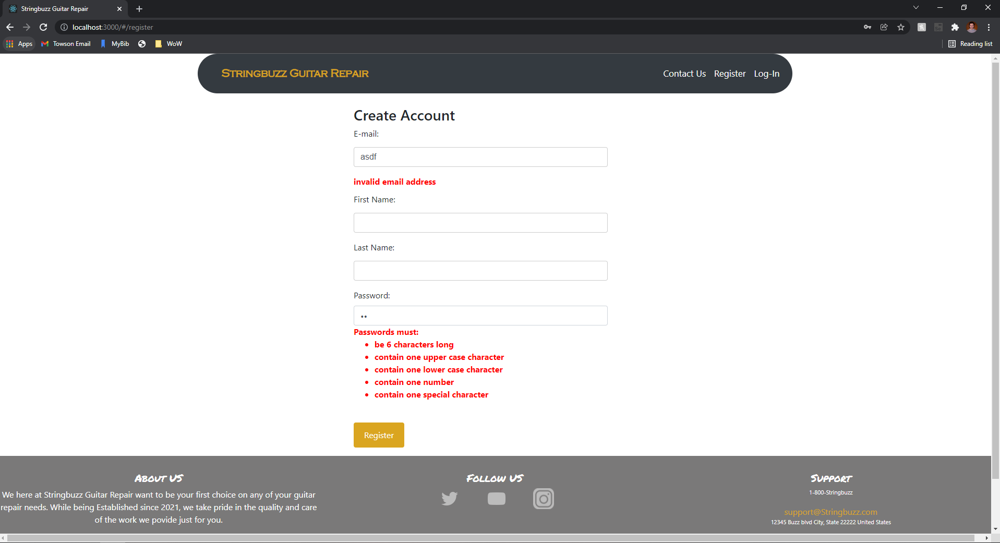 Stringbuzz Guitar Repair
localhost:3000/#/register
Apps Towson Email MyBib WoW Reading list
Stringbuzz Guitar Repair Contact Us Register Log-In
Create Account
E-mail:
asdf
invalid email address
First Name:
Last Name:
Password:
••
Passwords must:
• be 6 characters long
• contain one upper case character
• contain one lower case character
• contain one number
• contain one special character
Register
About US
We here at Stringbuzz Guitar Repair want to be your first choice on any of your guitar
repair needs. While being Established since 2021, we take pride in the quality and care
of the work we povide just for you.
Follow US
Support
1-800-Stringbuzz
support@Stringbuzz.com
12345 Buzz blvd City, State 22222 United States